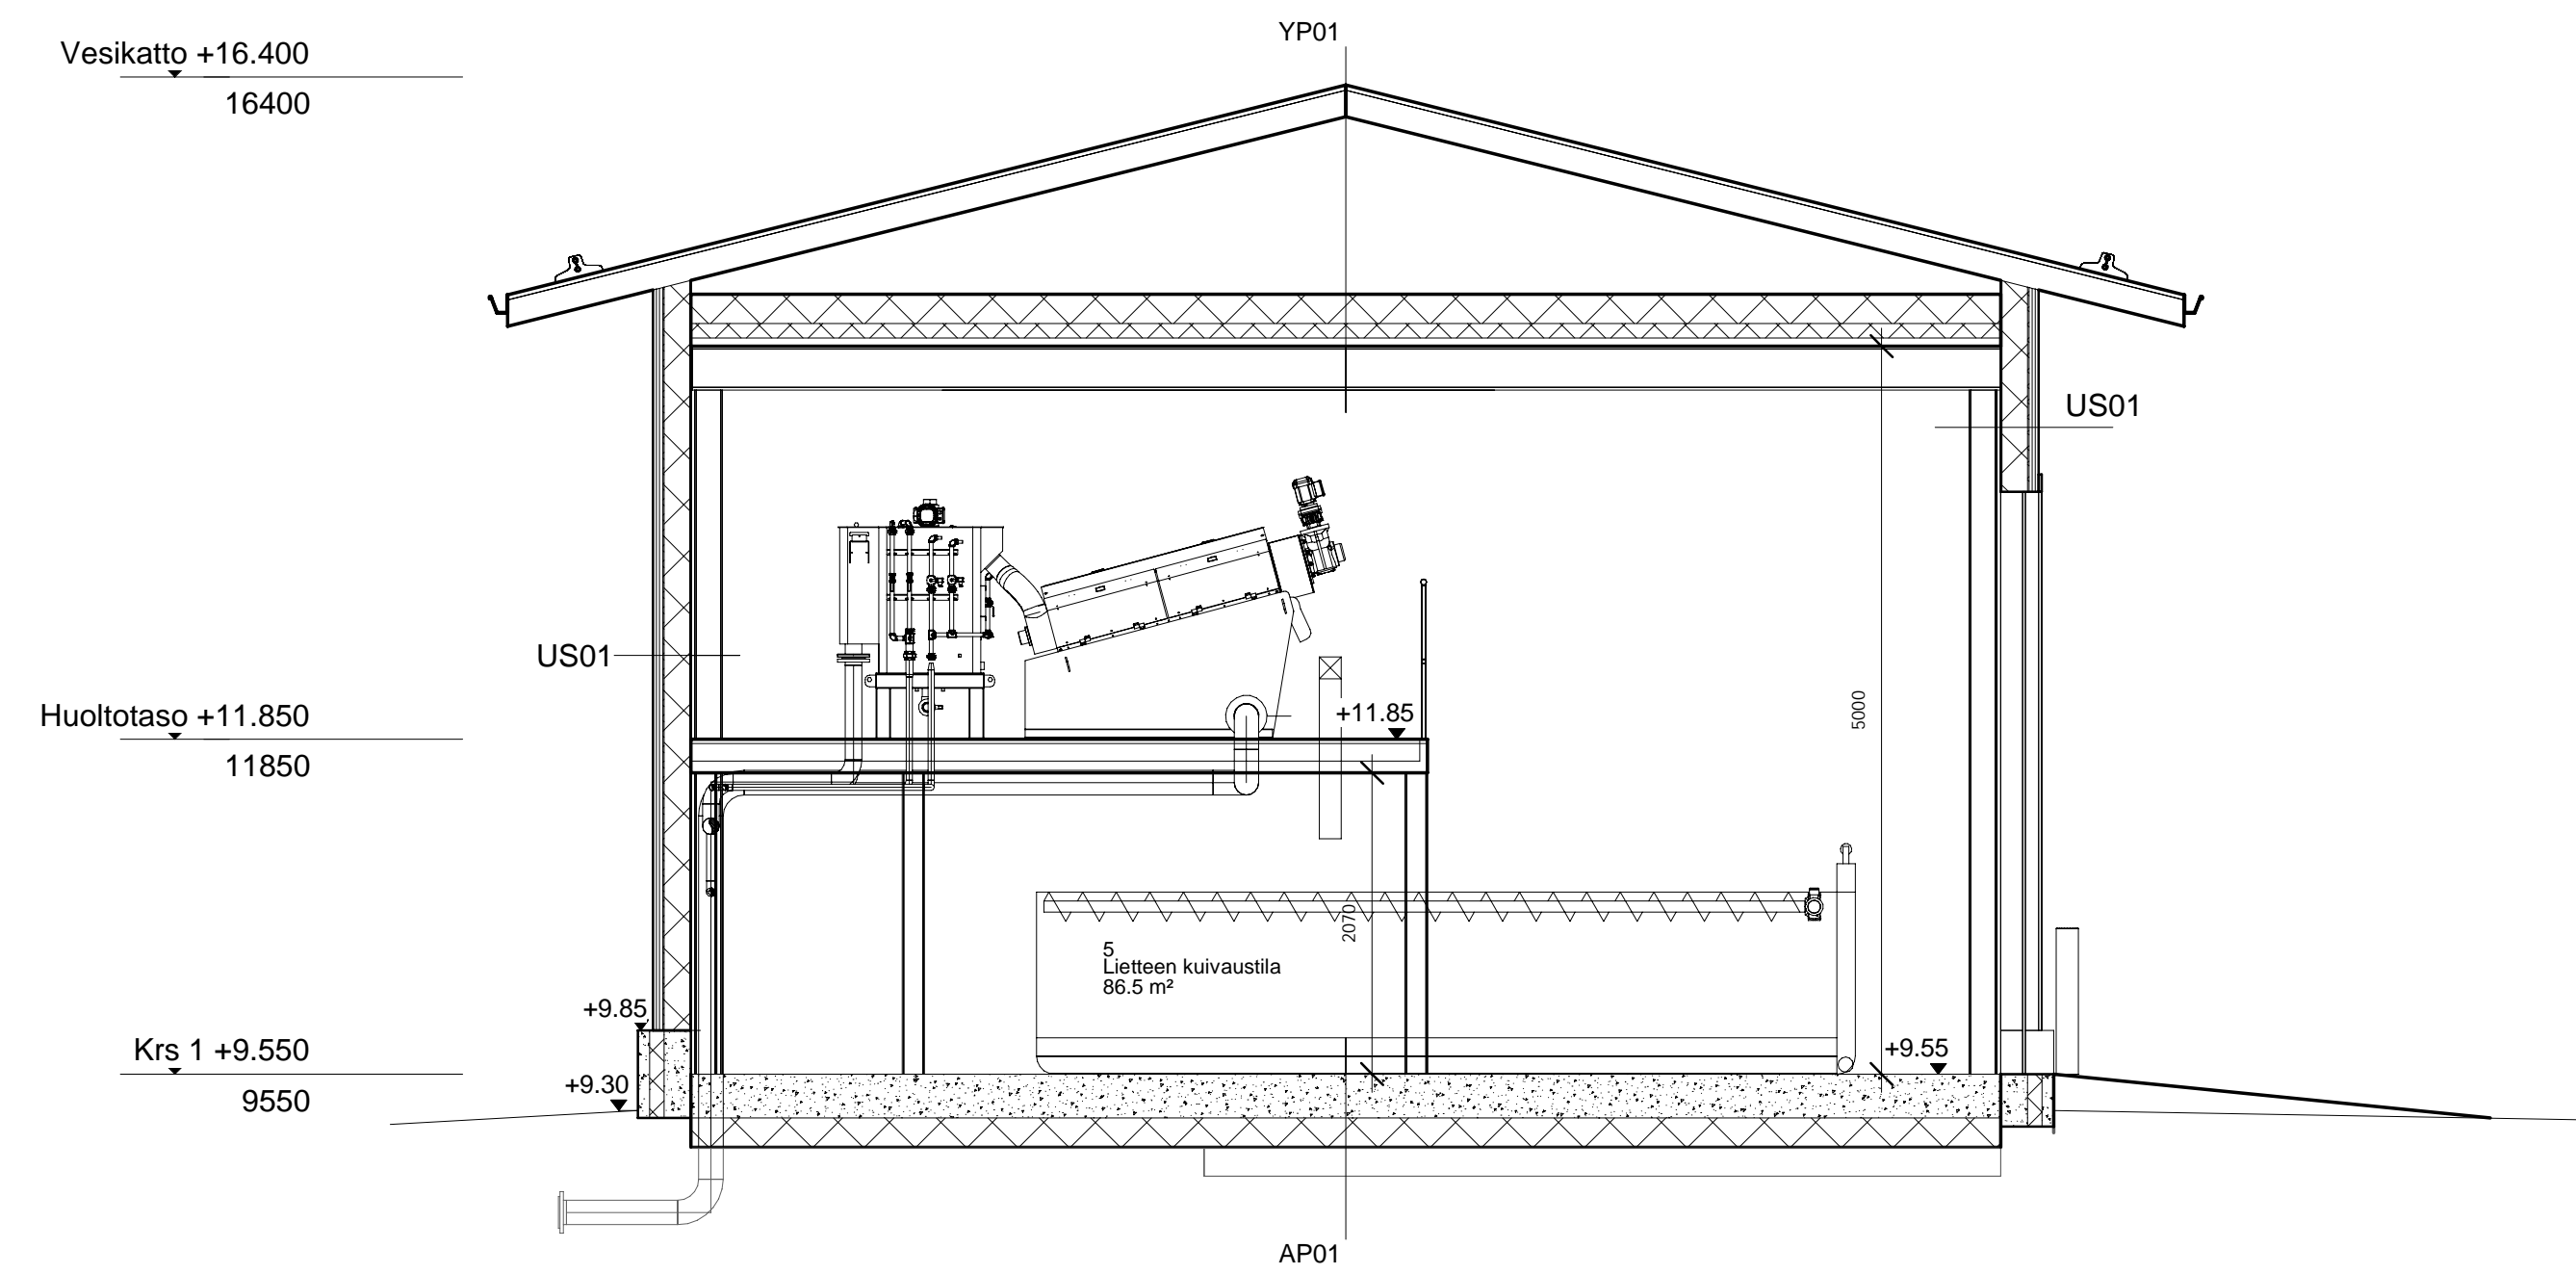 YP01
Vesikatto +16.400
16400
US01
US01
Huoltotaso +11.850
11850
+11.85
5000
2070
5
Lietteen kuivaustila
86.5 m²
+9.85
Krs 1 +9.550
9550
+9.55
+9.30
AP01